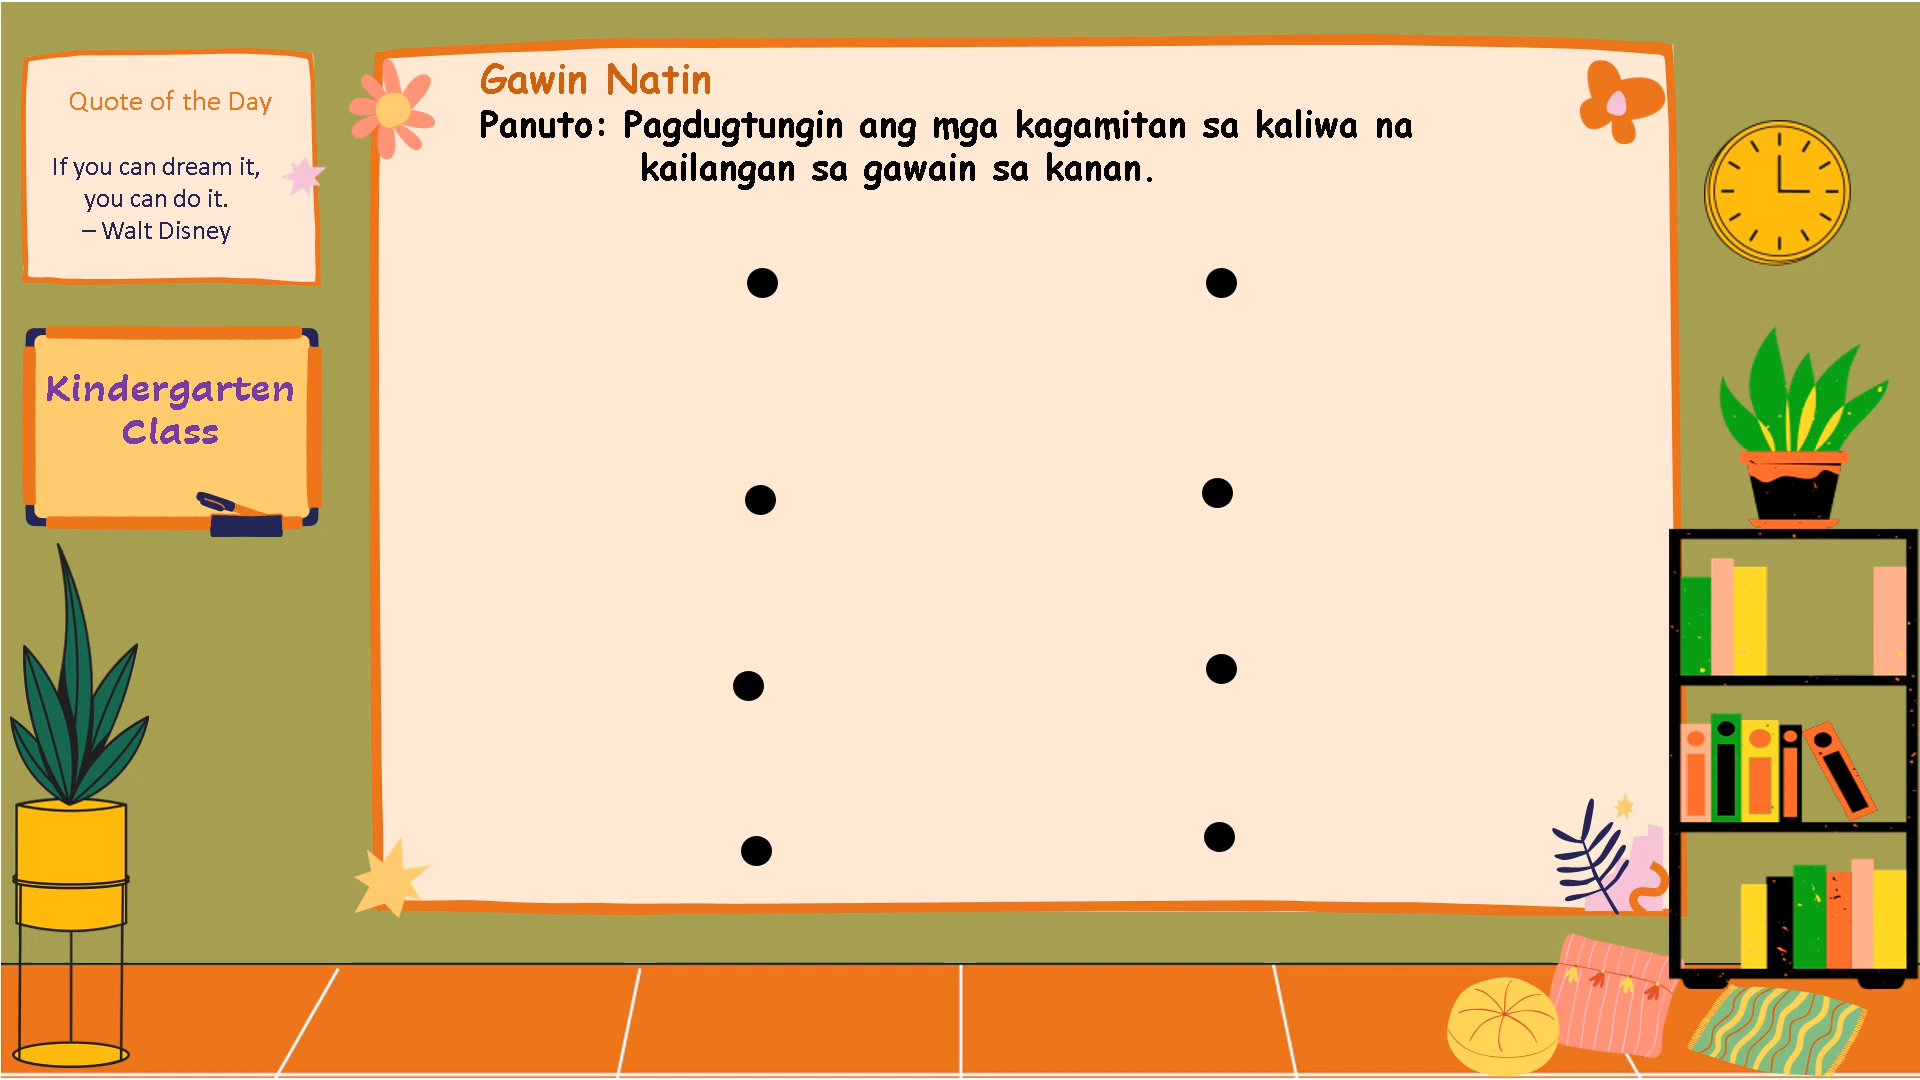 Quote of the Day
If you can dream it,
you can do it.
– Walt Disney
Kindergarten
Class
Gawin Natin
Panuto: Pagdugtungin ang mga kagamitan sa kaliwa na
kailangan sa gawain sa kanan.